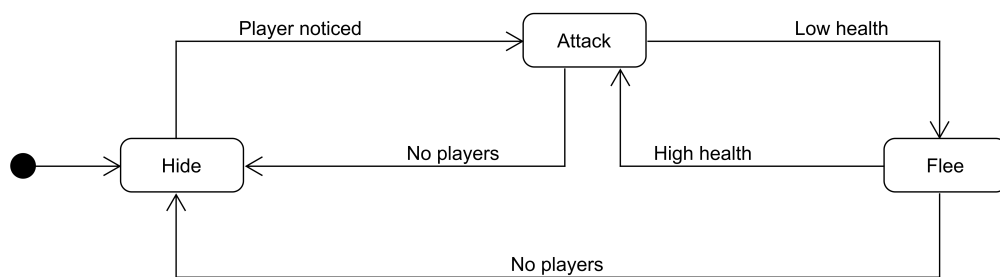 Player noticed
Attack
Low health
Hide
No players
High health
Flee
No players